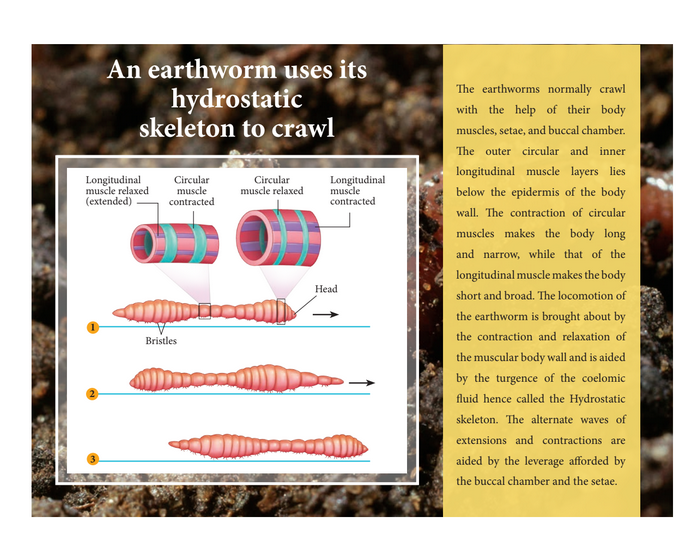 An earthworm uses its
hydrostatic
skeleton to crawl
Longitudinal
muscle relaxed
(extended)
Circular
muscle
contracted
Circular
muscle relaxed
Longitudinal
muscle
contracted
Head
1
Bristles
2
3
The earthworms normally crawl
with the help of their body
muscles, setae, and buccal chamber.
The outer circular and inner
longitudinal muscle layers lies
below the epidermis of the body
wall. The contraction of circular
muscles makes the body long
and narrow, while that of the
longitudinal muscle makes the body
short and broad. The locomotion of
the earthworm is brought about by
the contraction and relaxation of
the muscular body wall and is aided
by the turgence of the coelomic
fluid hence called the Hydrostatic
skeleton. The alternate waves of
extensions and contractions are
aided by the leverage afforded by
the buccal chamber and the setae.